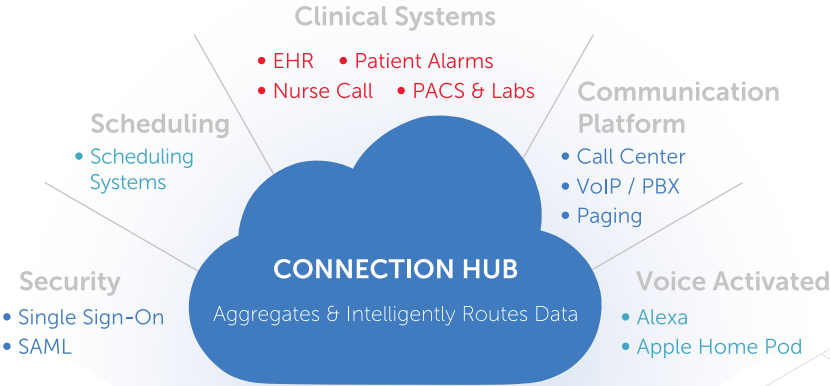 Clinical Systems
• EHR • Patient Alarms
• Nurse Call • PACS & Labs
Scheduling
• Scheduling
Systems
Communication
Platform
• Call Center
• VoIP / PBX
• Paging
Security
• Single Sign-On
• SAML
CONNECTION HUB
Aggregates & Intelligently Routes Data
Voice Activated
• Alexa
• Apple Home Pod